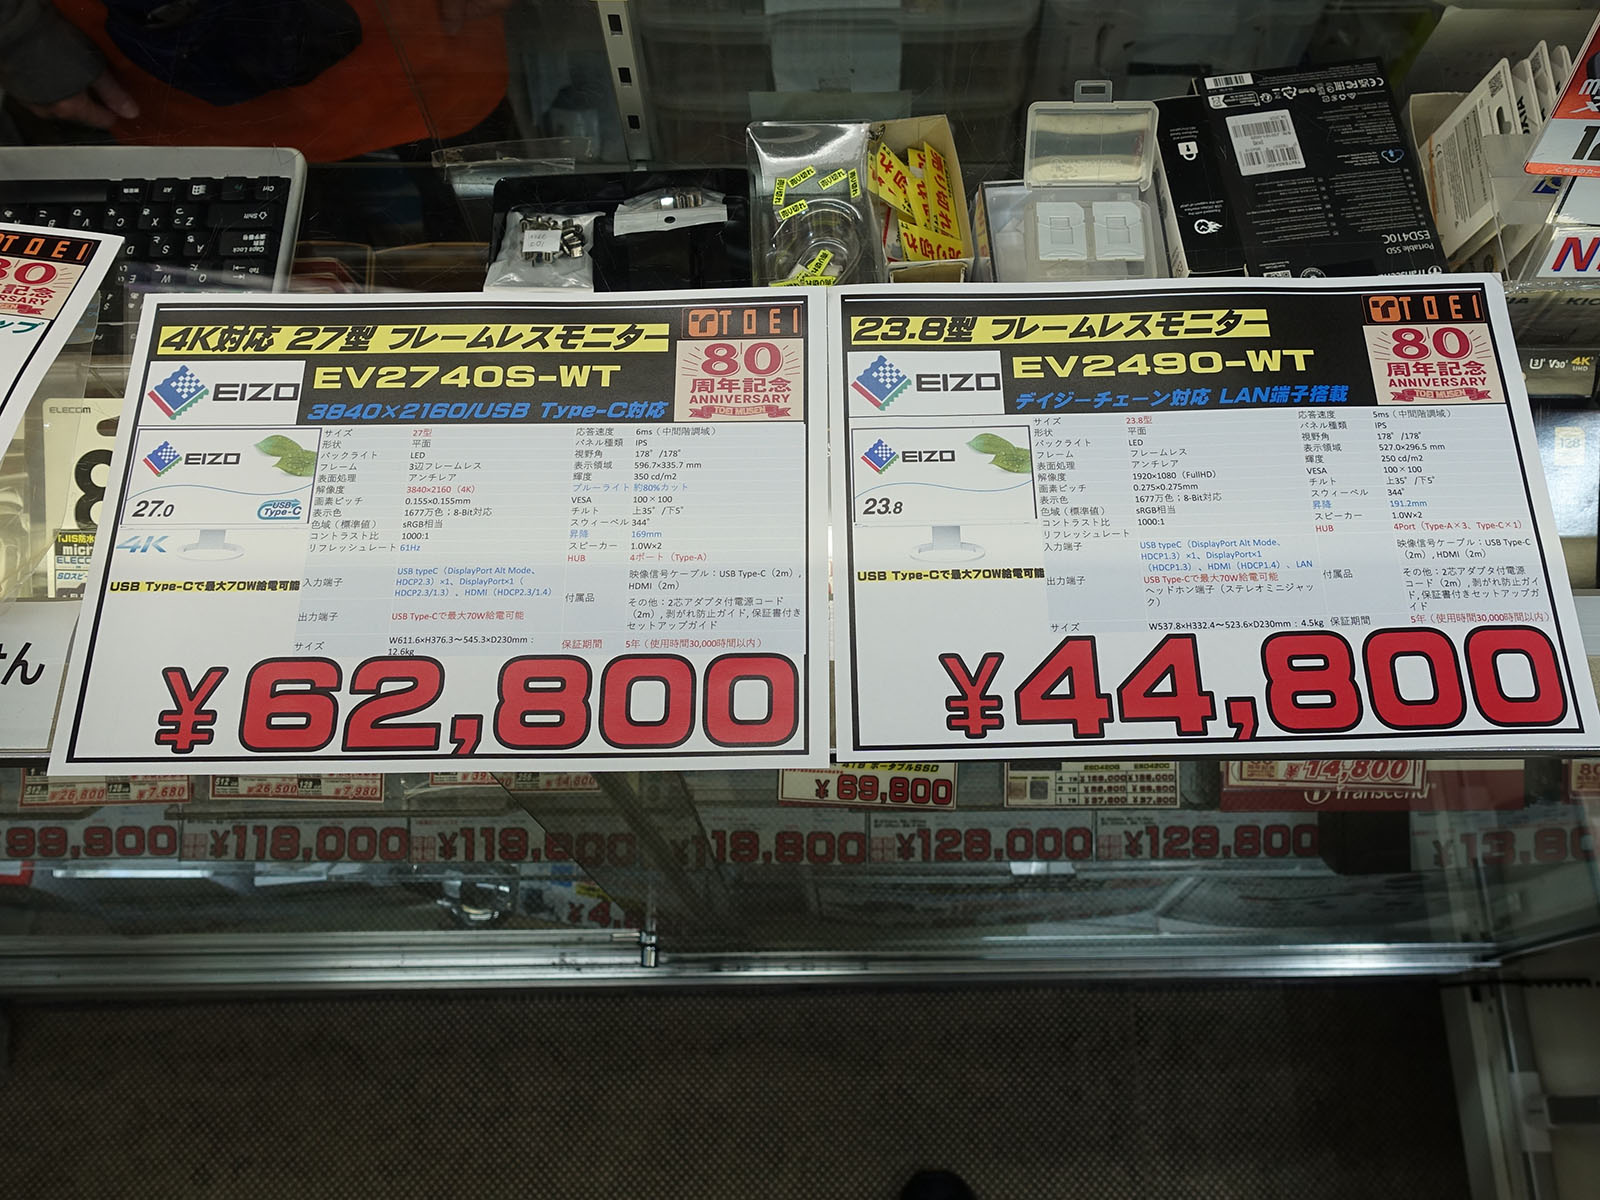 TOEI
80
ANNIVERSARY
ELECOM
売り切れ
Portable SSD
ESD410C
4K対応 27型 フレームレスモニター
TOEI
EIZO
EV2740S-WT
3840×2160/USB Type-C対応
80
周年記念
ANNIVERSARY
TOEI MUSEN
EIZO
27.0
USB Type-C
4K
USB Type-Cで最大70W給電可能
サイズ 27型
形状 平面
バックライト LED
フレーム 3辺フレームレス
表面処理 アンチレア
解像度 3840×2160（4K）
画素ピッチ 0.155×0.155mm
表示色 1677万色；8-Bit対応
色域（標準値） sRGB相当
コントラスト比 1000:1
リフレッシュレート 61Hz
応答速度 6ms（中間階調域）
パネル種類 IPS
視野角 178°/178°
表示領域 596.7×335.7 mm
輝度 350 cd/m2
ブルーライト 約80%カット
VESA 100×100
チルト 上35°/下5°
スウィーベル 344°
昇降 169mm
スピーカー 1.0W×2
HUB 4ポート（Type-A）
入力端子 USB typeC（DisplayPort Alt Mode、HDCP2.3）×1、DisplayPort×1（HDCP2.3/1.3）、HDMI（HDCP2.3/1.4）
出力端子 USB Type-Cで最大70W給電可能
付属品 映像信号ケーブル：USB Type-C（2m），HDMI（2m）
その他：2芯アダプタ付電源コード（2m）, 剥がれ防止ガイド, 保証書付きセットアップガイド
サイズ W611.6×H376.3～545.3×D230mm：12.6kg
保証期間 5年（使用時間30,000時間以内）
¥62,800
23.8型 フレームレスモニター
TOEI
EIZO
EV2490-WT
デイジーチェーン対応 LAN端子搭載
80
周年記念
ANNIVERSARY
TOEI MUSEN
EIZO
23.8
USB Type-Cで最大70W給電可能
サイズ 23.8型
形状 平面
バックライト LED
フレーム フレームレス
表面処理 アンチレア
解像度 1920×1080（FullHD）
画素ピッチ 0.275×0.275mm
表示色 1677万色；8-Bit対応
色域（標準値） sRGB相当
コントラスト比 1000:1
リフレッシュレート
応答速度 5ms（中間階調域）
パネル種類 IPS
視野角 178°/178°
表示領域 527.0×296.5 mm
輝度 250 cd/m2
VESA 100×100
チルト 上35°/下5°
スウィーベル 344°
昇降 191.2mm
スピーカー 1.0W×2
HUB 4Port（Type-A×3、Type-C×1）
入力端子 USB typeC（DisplayPort Alt Mode、HDCP1.3）×1、DisplayPort×1（HDCP1.3）、HDMI（HDCP1.4）、LAN
出力端子 USB Type-Cで最大70W給電可能
ヘッドホン端子（ステレオミニジャック）
付属品 映像信号ケーブル：USB Type-C（2m）, HDMI（2m）
その他：2芯アダプタ付電源コード（2m）, 剥がれ防止ガイド, 保証書付きセットアップガイド
サイズ W537.8×H332.4～523.6×D230mm：4.5kg
保証期間 5年（使用時間30,000時間以内）
¥44,800
¥26,800
¥7,680
¥26,500
¥7,980
ポータブルSSD
¥69,800
¥14,800
Transcend
¥118,000
¥128,000
¥129,800